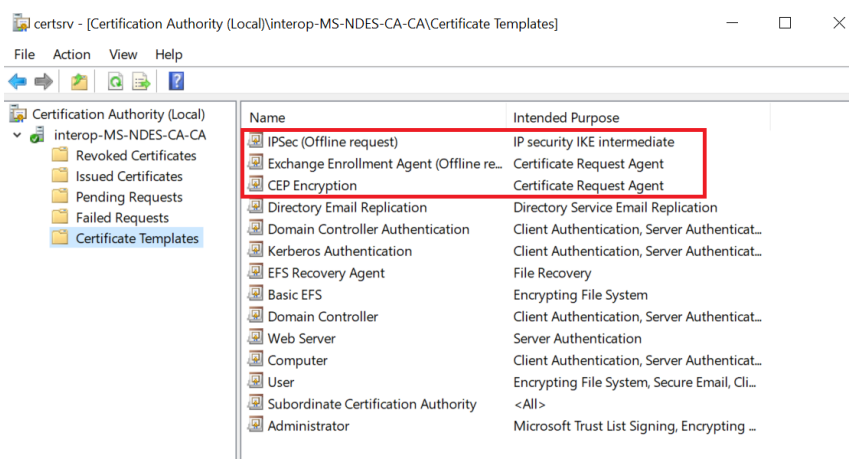 certsrv - [Certification Authority (Local)\interop-MS-NDES-CA-CA\Certificate Templates]
File Action View Help
Certification Authority (Local)
interop-MS-NDES-CA-CA
Revoked Certificates
Issued Certificates
Pending Requests
Failed Requests
Certificate Templates
Name Intended Purpose
IPSec (Offline request) IP security IKE intermediate
Exchange Enrollment Agent (Offline re... Certificate Request Agent
CEP Encryption Certificate Request Agent
Directory Email Replication Directory Service Email Replication
Domain Controller Authentication Client Authentication, Server Authenticat...
Kerberos Authentication Client Authentication, Server Authenticat...
EFS Recovery Agent File Recovery
Basic EFS Encrypting File System
Domain Controller Client Authentication, Server Authenticat...
Web Server Server Authentication
Computer Client Authentication, Server Authenticat...
User Encrypting File System, Secure Email, Cli...
Subordinate Certification Authority <All>
Administrator Microsoft Trust List Signing, Encrypting ...